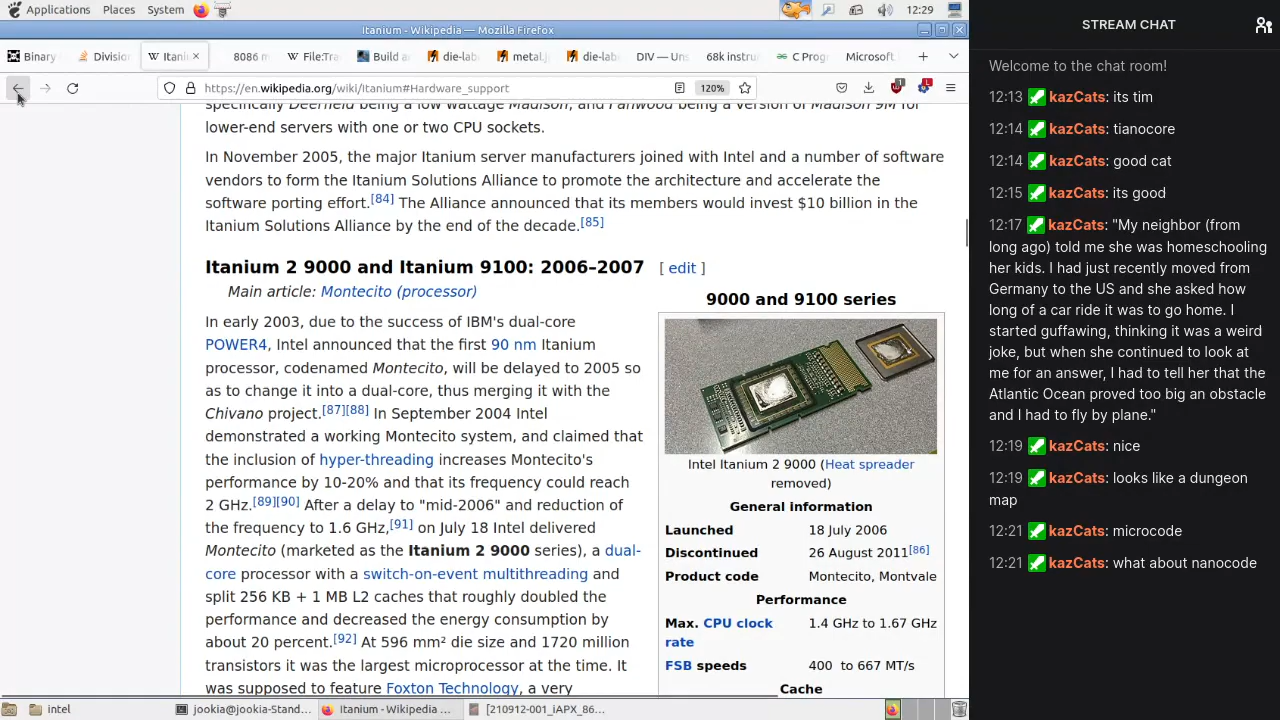 Applications Places System 12:29
Itanium - Wikipedia — Mozilla Firefox
Binary Division Itani × 8086 m File:Tra Build a die-lab metal.j die-lab DIV — Uns 68k instru C Prog Microsoft
https://en.wikipedia.org/wiki/Itanium#Hardware_support 120%
specifically Deerfield being a low wattage Madison, and Fanwood being a version of Madison 9M for
lower-end servers with one or two CPU sockets.
In November 2005, the major Itanium server manufacturers joined with Intel and a number of software
vendors to form the Itanium Solutions Alliance to promote the architecture and accelerate the
software porting effort.[84] The Alliance announced that its members would invest $10 billion in the
Itanium Solutions Alliance by the end of the decade.[85]
Itanium 2 9000 and Itanium 9100: 2006–2007 [ edit ]
Main article: Montecito (processor)
In early 2003, due to the success of IBM's dual-core
POWER4, Intel announced that the first 90 nm Itanium
processor, codenamed Montecito, will be delayed to 2005 so
as to change it into a dual-core, thus merging it with the
Chivano project.[87][88] In September 2004 Intel
demonstrated a working Montecito system, and claimed that
the inclusion of hyper-threading increases Montecito's
performance by 10-20% and that its frequency could reach
2 GHz.[89][90] After a delay to "mid-2006" and reduction of
the frequency to 1.6 GHz,[91] on July 18 Intel delivered
Montecito (marketed as the Itanium 2 9000 series), a dual-
core processor with a switch-on-event multithreading and
split 256 KB + 1 MB L2 caches that roughly doubled the
performance and decreased the energy consumption by
about 20 percent.[92] At 596 mm² die size and 1720 million
transistors it was the largest microprocessor at the time. It
was supposed to feature Foxton Technology, a very
9000 and 9100 series
Intel Itanium 2 9000 (Heat spreader
removed)
General information
Launched 18 July 2006
Discontinued 26 August 2011[86]
Product code Montecito, Montvale
Performance
Max. CPU clock 1.4 GHz to 1.67 GHz
rate
FSB speeds 400 to 667 MT/s
Cache
intel jookia@jookia-Stand... Itanium - Wikipedia ... [210912-001_iAPX_86...
STREAM CHAT
Welcome to the chat room!
12:13 kazCats: its tim
12:14 kazCats: tianocore
12:14 kazCats: good cat
12:15 kazCats: its good
12:17 kazCats: "My neighbor (from
long ago) told me she was homeschooling
her kids. I had just recently moved from
Germany to the US and she asked how
long of a car ride it was to go home. I
started guffawing, thinking it was a weird
joke, but when she continued to look at
me for an answer, I had to tell her that the
Atlantic Ocean proved too big an obstacle
and I had to fly by plane."
12:19 kazCats: nice
12:19 kazCats: looks like a dungeon
map
12:21 kazCats: microcode
12:21 kazCats: what about nanocode